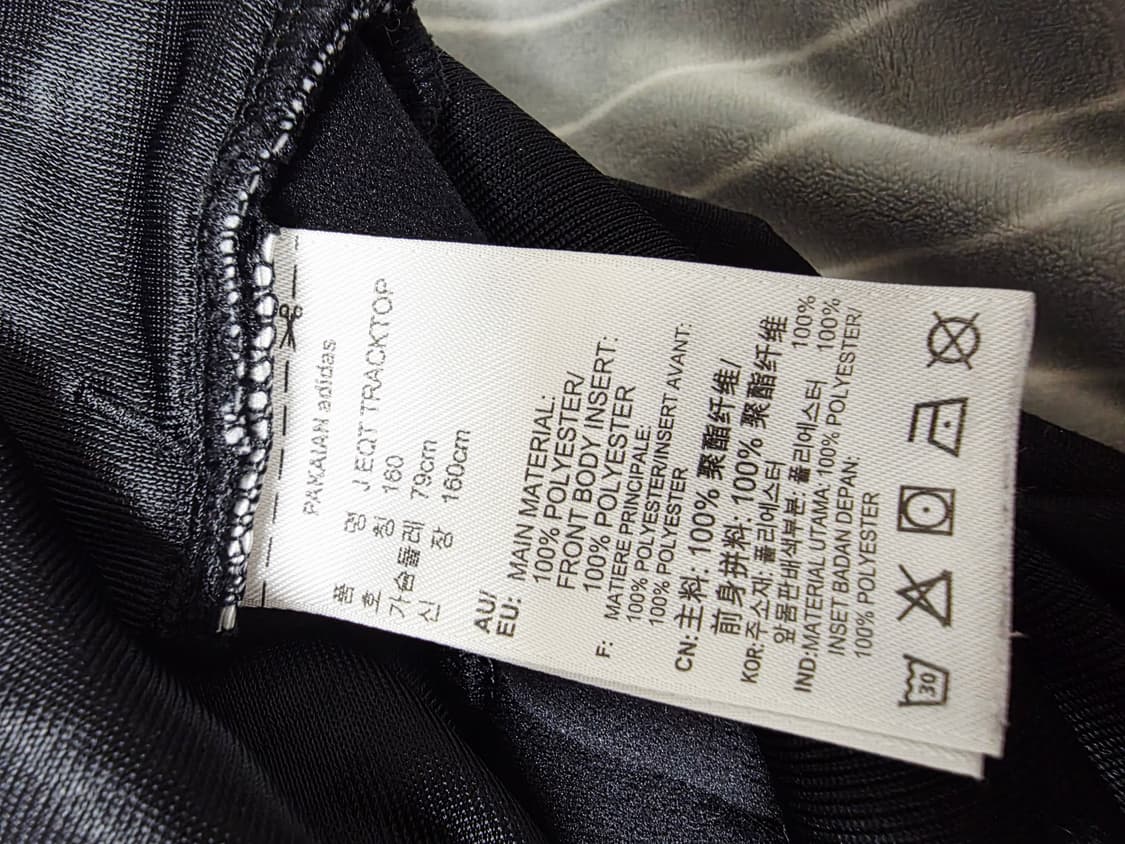 PAKAIAN adidas
품 명 J EQT TRACKTOP
호 칭 160
가슴둘레 79cm
신 장 160cm
AU/
EU: MAIN MATERIAL:
100% POLYESTER/
FRONT BODY INSERT:
100% POLYESTER
F: MATIERE PRINCIPALE:
100% POLYESTER/INSERT AVANT:
100% POLYESTER
CN: 主料: 100% 聚酯纤维/
前身拼料: 100% 聚酯纤维
KOR: 주소재: 폴리에스터 100%
앞몸판배색부분: 폴리에스터 100%
IND:MATERIAL UTAMA: 100% POLYESTER/
INSET BADAN DEPAN:
100% POLYESTER
30